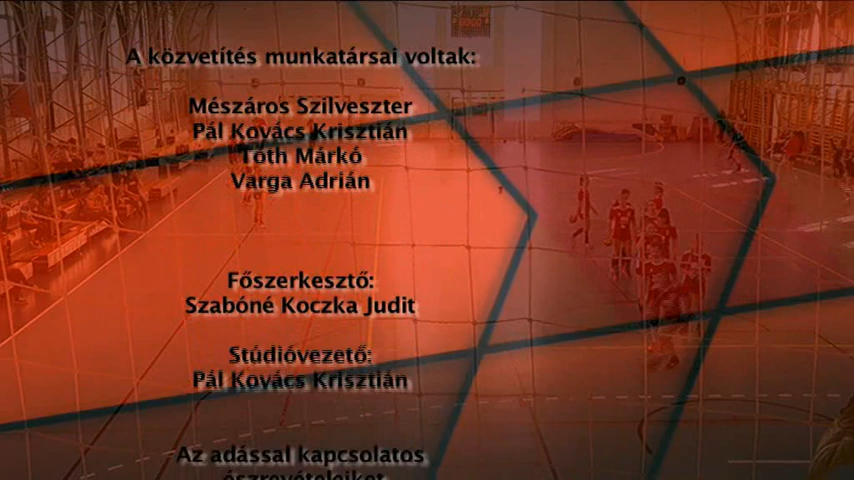 A közvetítés munkatársai voltak:
Mészáros Szilveszter
Pál Kovács Krisztián
Tóth Márkó
Varga Adrián
Főszerkesztő:
Szabóné Koczka Judit
Stúdióvezető:
Pál Kovács Krisztián
Az adással kapcsolatos
észrevételeiket